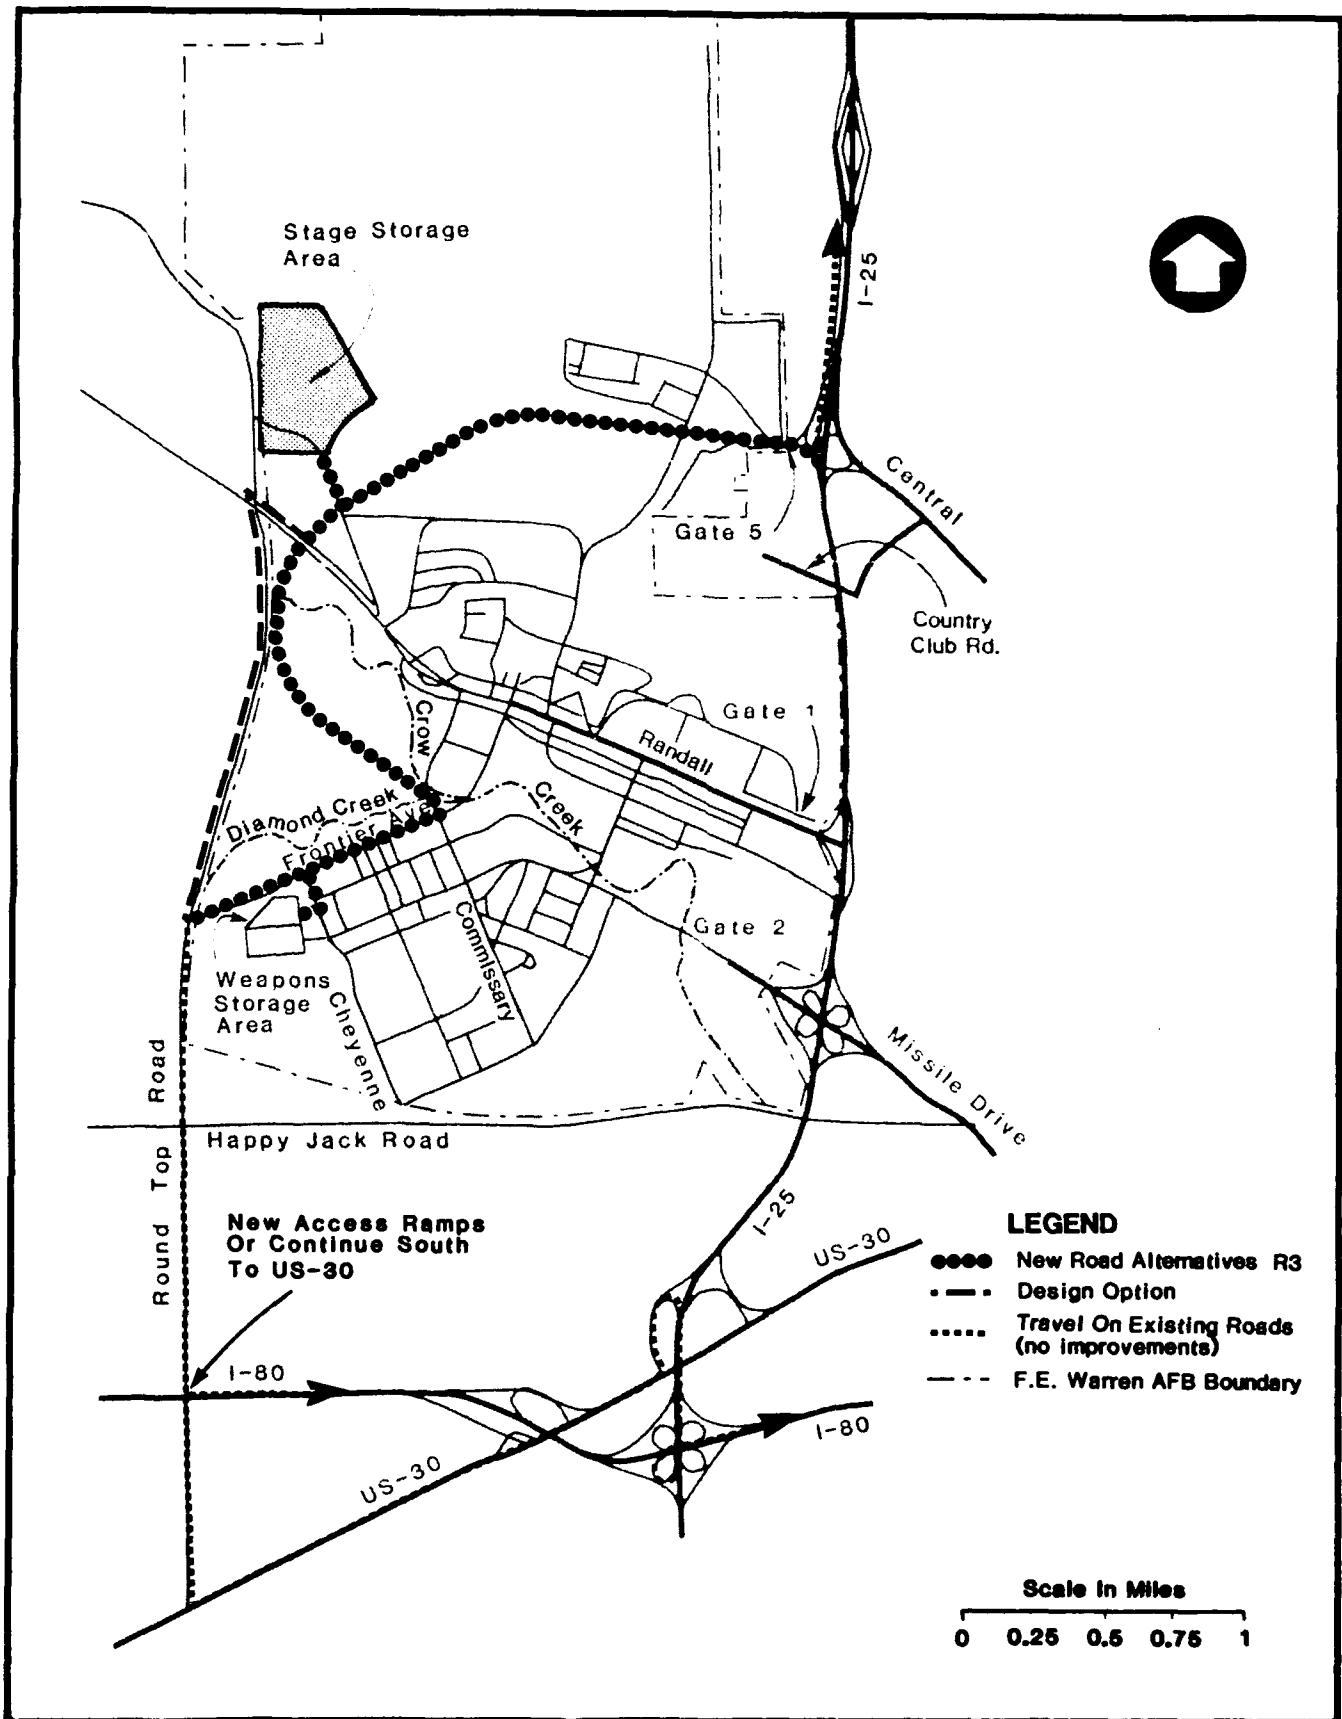 Stage Storage
Area
I-25
Central
Gate 5
Country
Club Rd.
Gate 1
Randall
Crow
Creek
Diamond Creek
Frontier Ave
Gate 2
Commissary
Weapons
Storage
Area
Cheyenne
Missile Drive
Happy Jack Road
Round Top Road
New Access Ramps
Or Continue South
To US-30
I-25
US-30
I-80
I-80
US-30
LEGEND
New Road Alternatives R3
Design Option
Travel On Existing Roads
(no improvements)
F.E. Warren AFB Boundary
Scale In Miles
0 0.25 0.5 0.75 1